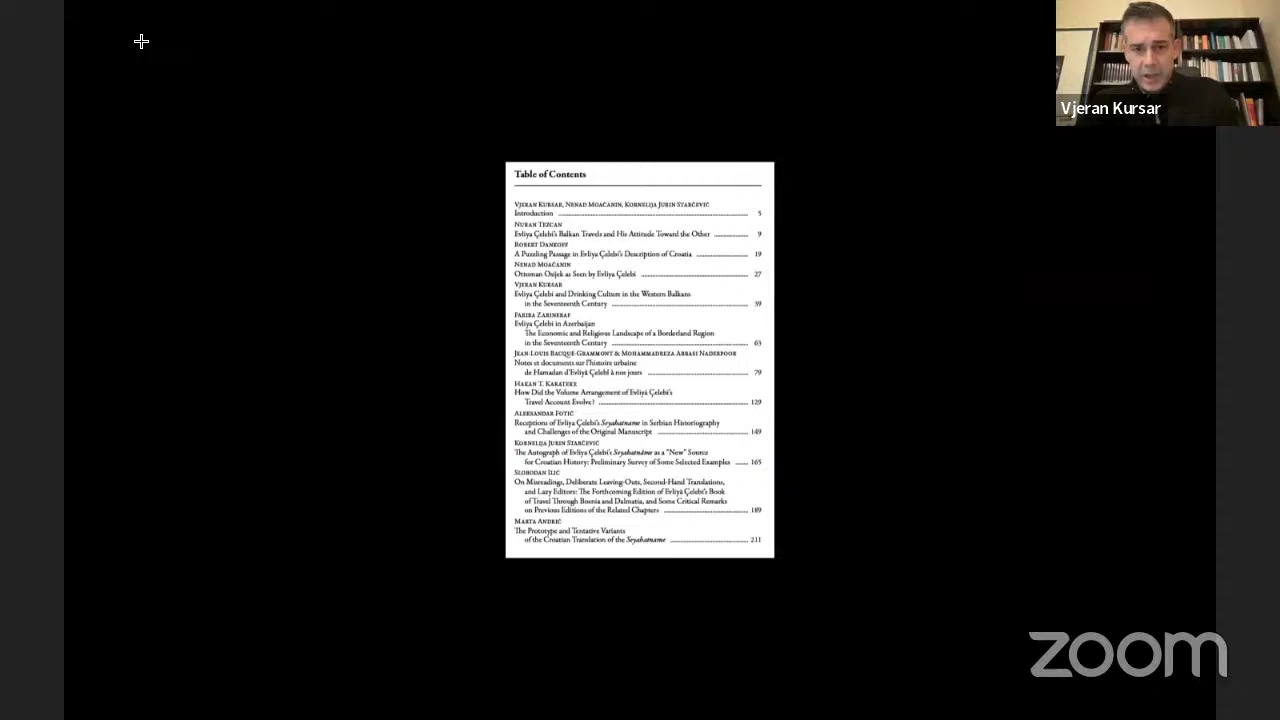 Vjeran Kursar
Table of Contents
Vjeran Kursar, Nenad Moačanin, Kornelija Jurin Starčević
Introduction 5
Nuran Tezcan
Evliya Çelebi's Balkan Travels and His Attitude Toward the Other 9
Robert Dankoff
A Puzzling Passage in Evliya Çelebi's Description of Croatia 19
Nenad Moačanin
Ottoman Osijek as Seen by Evliya Çelebi 27
Vjeran Kursar
Evliya Çelebi and Drinking Culture in the Western Balkans
in the Seventeenth Century 39
Fariba Zarinebaf
Evliya Çelebi in Azerbaijan
The Economic and Religious Landscape of a Borderland Region
in the Seventeenth Century 63
Jean-Louis Bacqué-Grammont & Mohammadreza Abbasi Naderpoor
Notes et documents sur l'histoire urbaine
de Hamadan d'Evliyâ Çelebî à nos jours 79
Hakan T. Karateke
How Did the Volume Arrangement of Evliyā Çelebi's
Travel Account Evolve? 129
Aleksandar Fotić
Receptions of Evliya Çelebi's Seyahatname in Serbian Historiography
and Challenges of the Original Manuscript 149
Kornelija Jurin Starčević
The Autograph of Evliya Çelebi's Seyahatnâme as a "New" Source
for Croatian History: Preliminary Survey of Some Selected Examples 165
Slobodan Ilić
On Misreadings, Deliberate Leaving-Outs, Second-Hand Translations,
and Lazy Editors: The Forthcoming Edition of Evliyâ Çelebi's Book
of Travel Through Bosnia and Dalmatia, and Some Critical Remarks
on Previous Editions of the Related Chapters 189
Marta Andrić
The Prototype and Tentative Variants
of the Croatian Translation of the Seyahatname 211
zoom